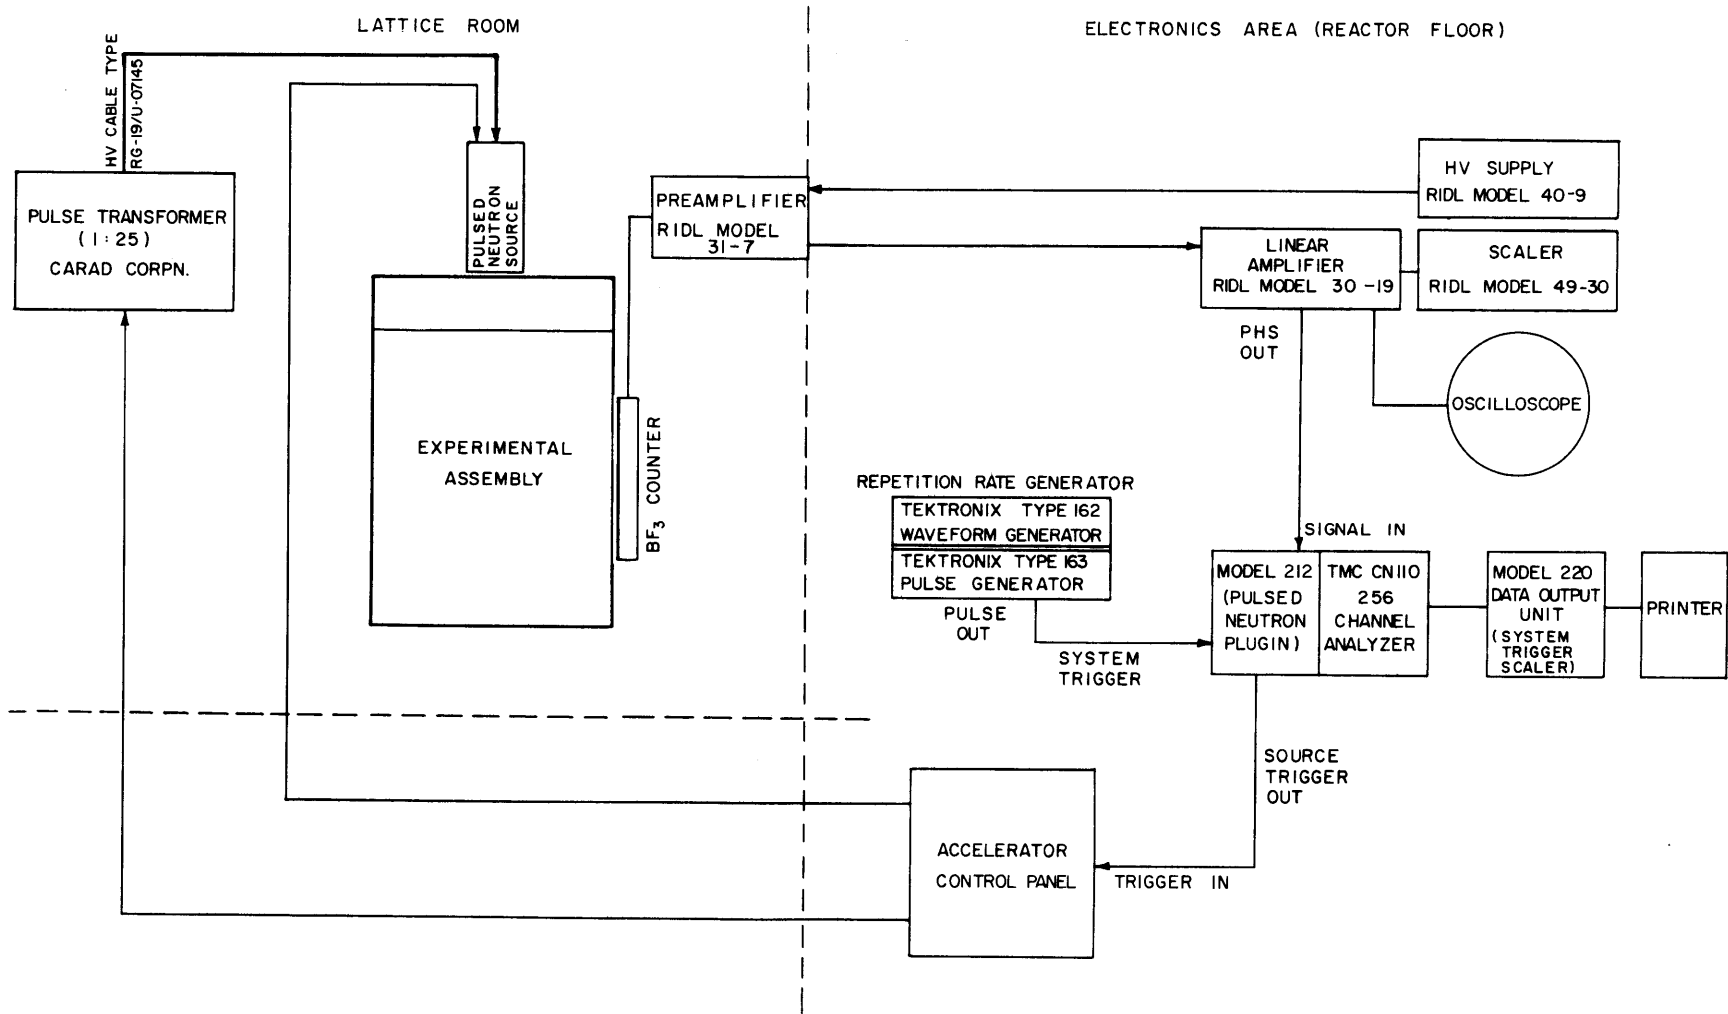 LATTICE ROOM
ELECTRONICS AREA (REACTOR FLOOR)
HV CABLE TYPE
RG-19/U-07145
PULSE TRANSFORMER
(1:25)
CARAD CORPN.
PULSED
NEUTRON
SOURCE
PREAMPLIFIER
RIDL MODEL
31-7
HV SUPPLY
RIDL MODEL 40-9
LINEAR
AMPLIFIER
RIDL MODEL 30-19
SCALER
RIDL MODEL 49-30
PHS
OUT
OSCILLOSCOPE
EXPERIMENTAL
ASSEMBLY
BF3 COUNTER
REPETITION RATE GENERATOR
TEKTRONIX TYPE 162
WAVEFORM GENERATOR
TEKTRONIX TYPE 163
PULSE GENERATOR
PULSE
OUT
SYSTEM
TRIGGER
SIGNAL IN
MODEL 212
(PULSED
NEUTRON
PLUGIN)
TMC CN110
256
CHANNEL
ANALYZER
MODEL 220
DATA OUTPUT
UNIT
(SYSTEM
TRIGGER
SCALER)
PRINTER
SOURCE
TRIGGER
OUT
ACCELERATOR
CONTROL PANEL
TRIGGER IN